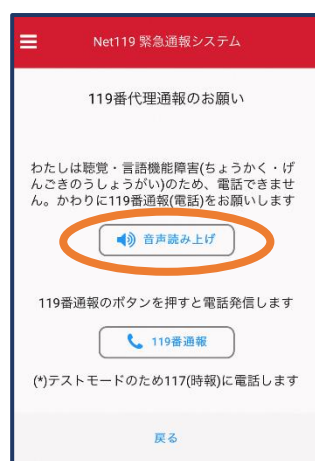 Net119 緊急通報システム
119番代理通報のお願い
わたしは聴覚・言語機能障害(ちょうかく・げ
んごきのうしょうがい)のため、電話できませ
ん。かわりに119番通報(電話)をお願いします
音声読み上げ
119番通報のボタンを押すと電話発信します
119番通報
(*)テストモードのため117(時報)に電話します
戻る